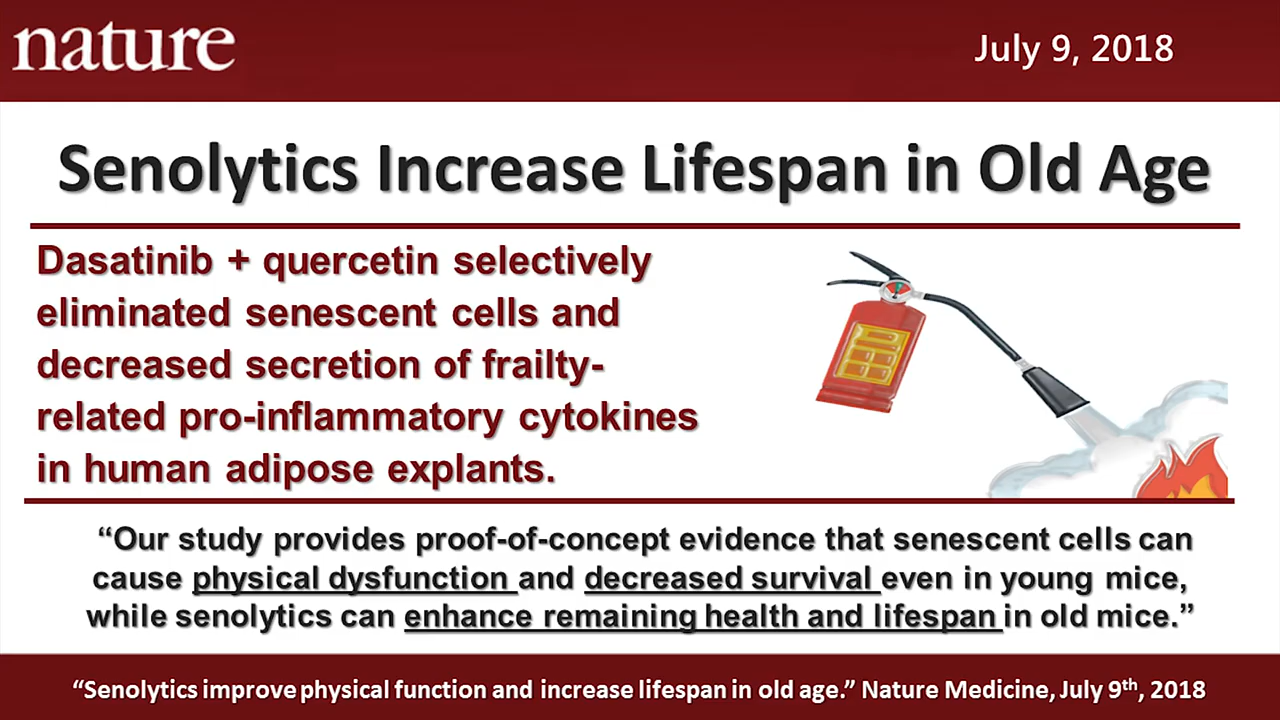 nature
July 9, 2018
Senolytics Increase Lifespan in Old Age
Dasatinib + quercetin selectively
eliminated senescent cells and
decreased secretion of frailty-
related pro-inflammatory cytokines
in human adipose explants.
“Our study provides proof-of-concept evidence that senescent cells can
cause physical dysfunction and decreased survival even in young mice,
while senolytics can enhance remaining health and lifespan in old mice.”
“Senolytics improve physical function and increase lifespan in old age.” Nature Medicine, July 9th, 2018